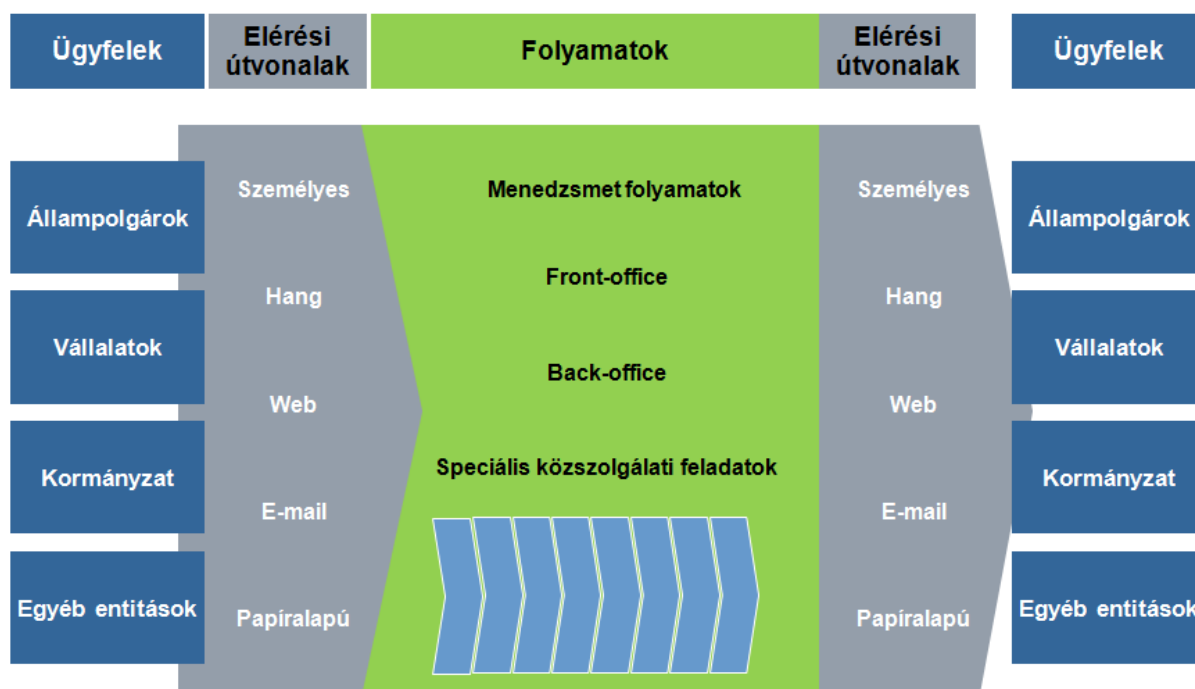 Ügyfelek
Elérési
útvonalak
Folyamatok
Elérési
útvonalak
Ügyfelek
Állampolgárok
Vállalatok
Kormányzat
Egyéb entitások
Személyes
Hang
Web
E-mail
Papíralapú
Menedzsmet folyamatok
Front-office
Back-office
Speciális közszolgálati feladatok
Személyes
Hang
Web
E-mail
Papíralapú
Állampolgárok
Vállalatok
Kormányzat
Egyéb entitások